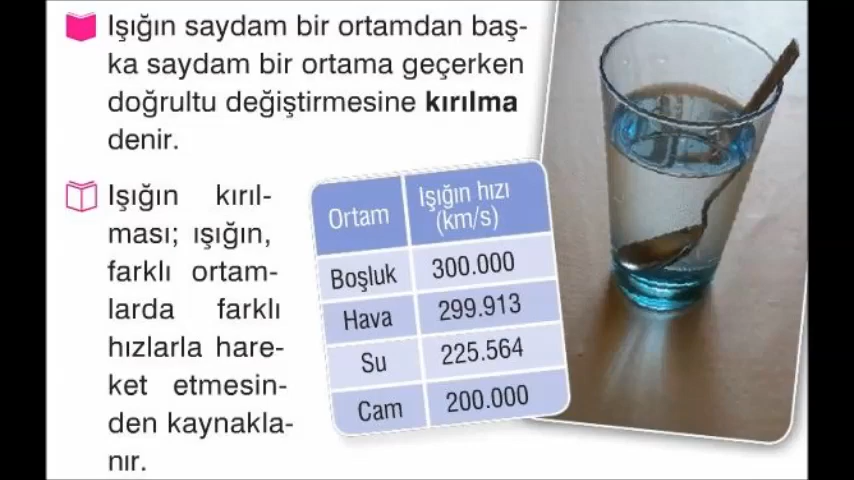 Işığın saydam bir ortamdan baş-
ka saydam bir ortama geçerken
doğrultu değiştirmesine kırılma
denir.
Işığın kırıl-
ması; ışığın,
farklı ortam-
larda farklı
hızlarla hare-
ket etmesin-
den kaynakla-
nır.
Ortam Işığın hızı (km/s)
Boşluk 300.000
Hava 299.913
Su 225.564
Cam 200.000